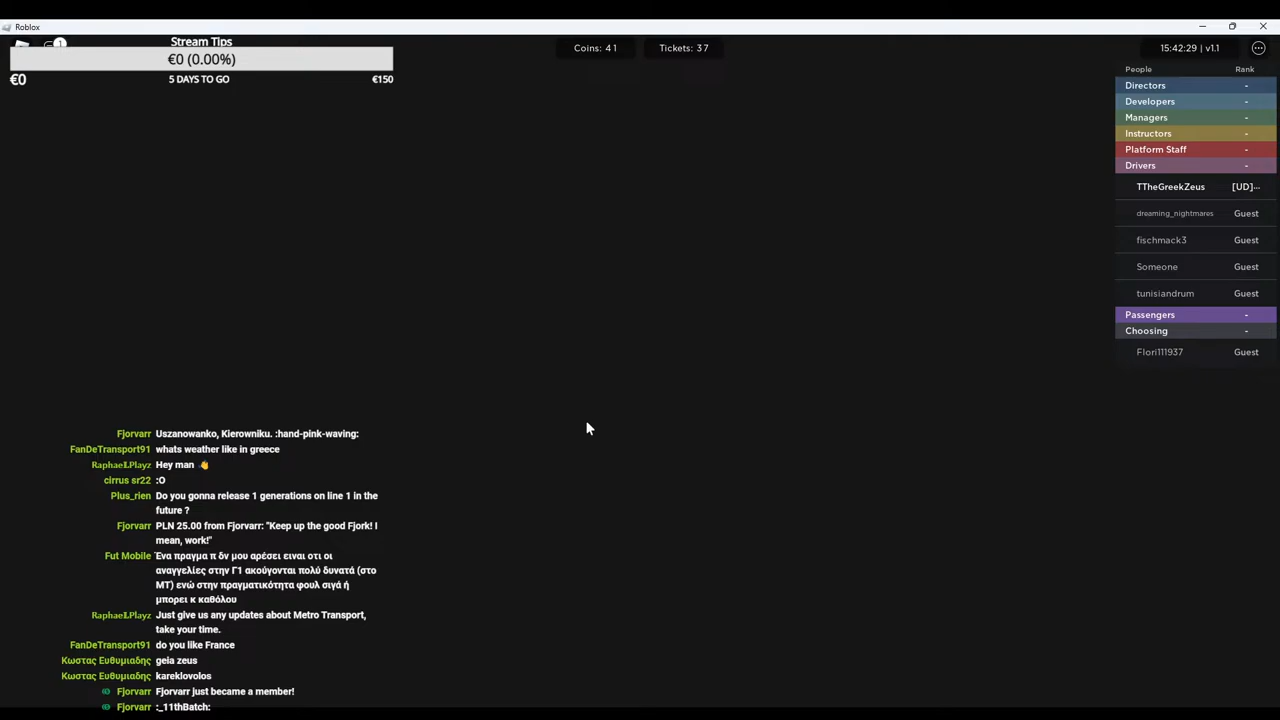 Roblox
1
Stream Tips
€0 (0.00%)
€0
5 DAYS TO GO
€150
Coins: 41
Tickets: 37
15:42:29 | v1.1
People Rank
Directors -
Developers -
Managers -
Instructors -
Platform Staff -
Drivers -
TTheGreekZeus [UD]...
dreaming_nightmares Guest
fischmack3 Guest
Someone Guest
tunisiandrum Guest
Passengers -
Choosing -
Flori111937 Guest
Fjorvarr Uszanowanko, Kierowniku. :hand-pink-waving:
FanDeTransport91 whats weather like in greece
RaphaelLPlayz Hey man 👋
cirrus sr22 :O
Plus_rien Do you gonna release 1 generations on line 1 in the
future ?
Fjorvarr PLN 25.00 from Fjorvarr: "Keep up the good Fjork! I
mean, work!"
Fut Mobile Ένα πραγμα π δν μου αρέσει ειναι οτι οι
αναγγελίες στην Γ1 ακούγονται πολύ δυνατά (στο
ΜΤ) ενώ στην πραγματικότητα φουλ σιγά ή
μπορει κ καθόλου
RaphaelLPlayz Just give us any updates about Metro Transport,
take your time.
FanDeTransport91 do you like France
Κωστας Ευθυμιαδης geia zeus
Κωστας Ευθυμιαδης kareklovolos
Fjorvarr Fjorvarr just became a member!
Fjorvarr :_11thBatch: